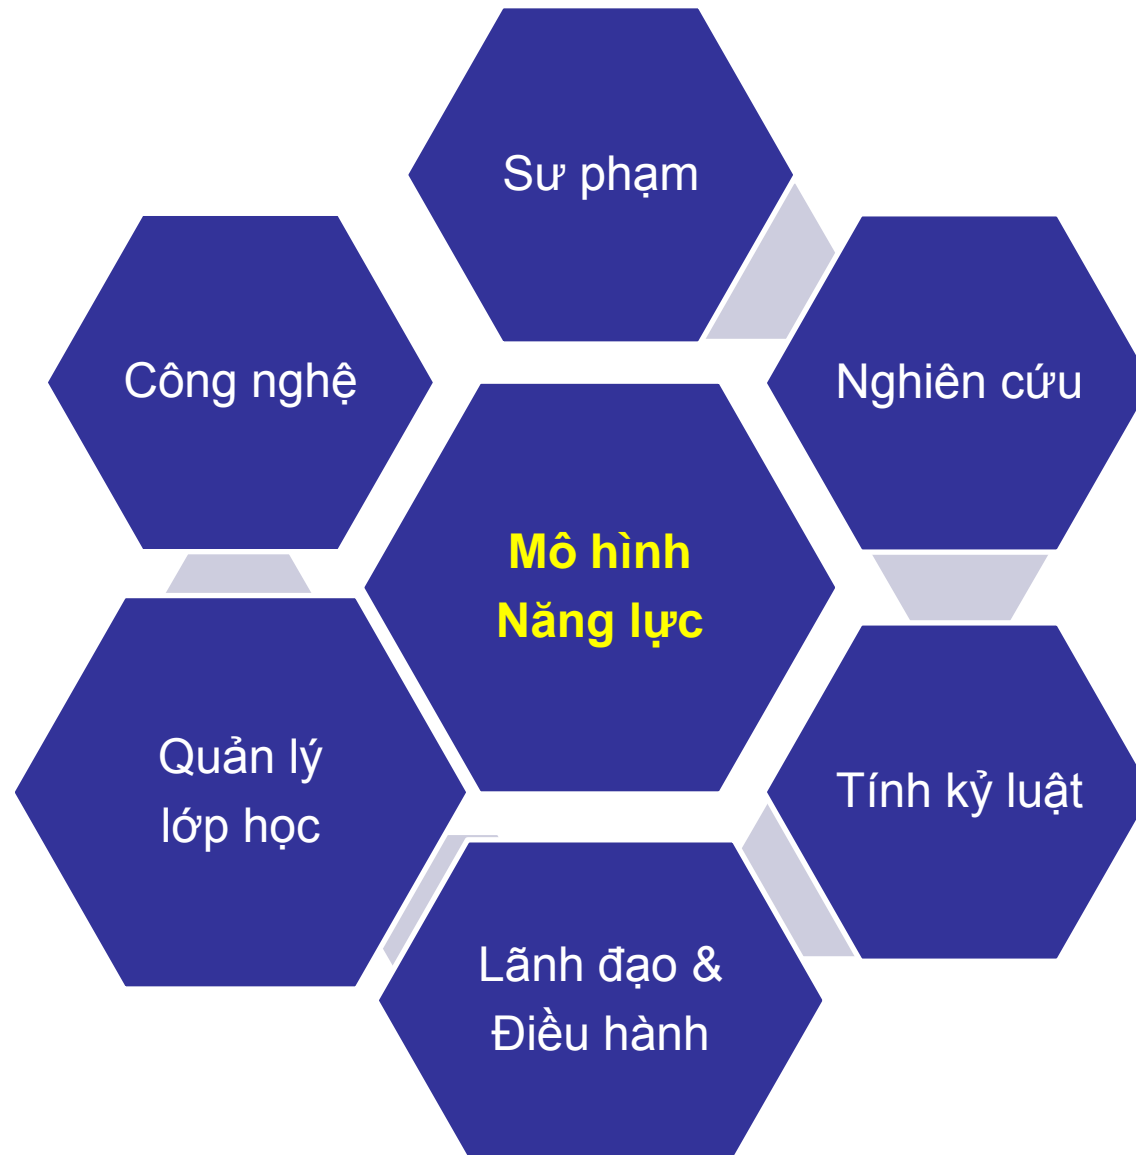 Sư phạm
Công nghệ
Nghiên cứu
Mô hình
Năng lực
Quản lý
lớp học
Tính kỷ luật
Lãnh đạo &
Điều hành